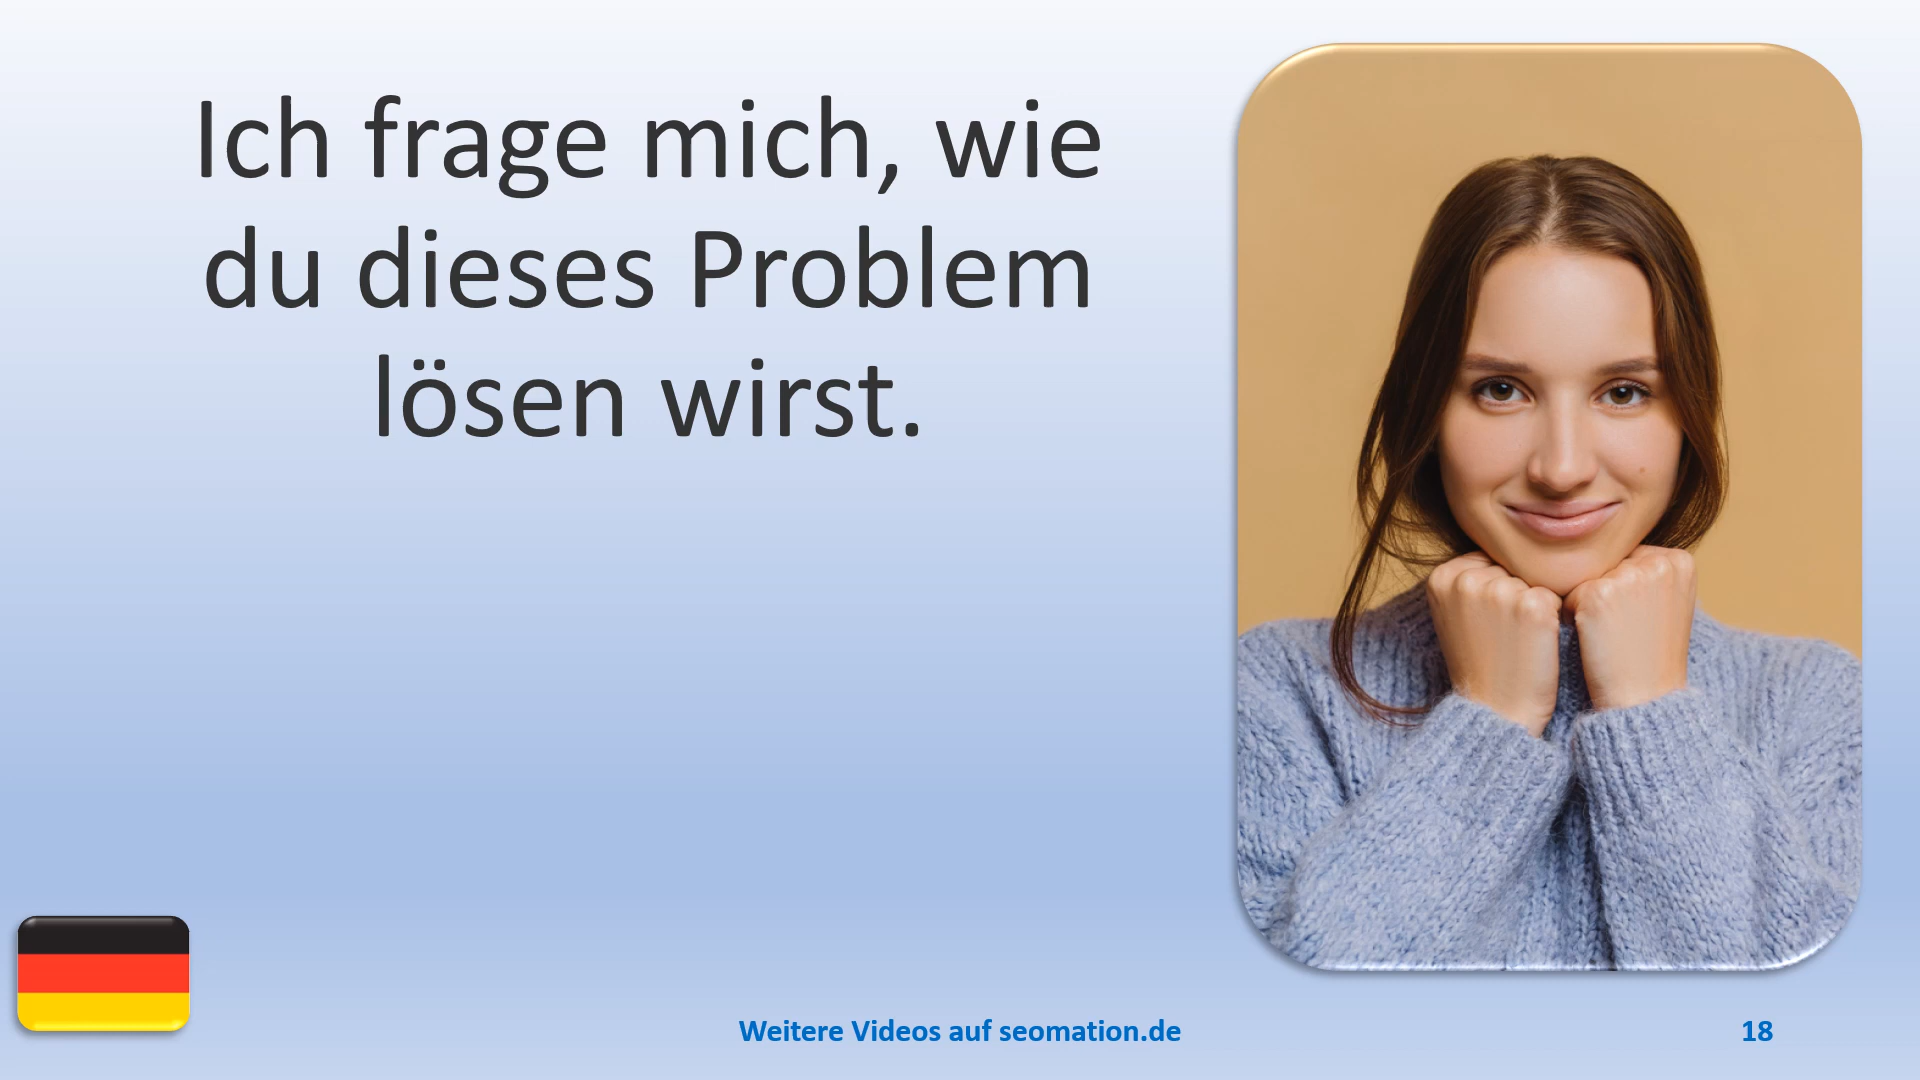 Ich frage mich, wie
du dieses Problem
lösen wirst.
Weitere Videos auf seomation.de
18